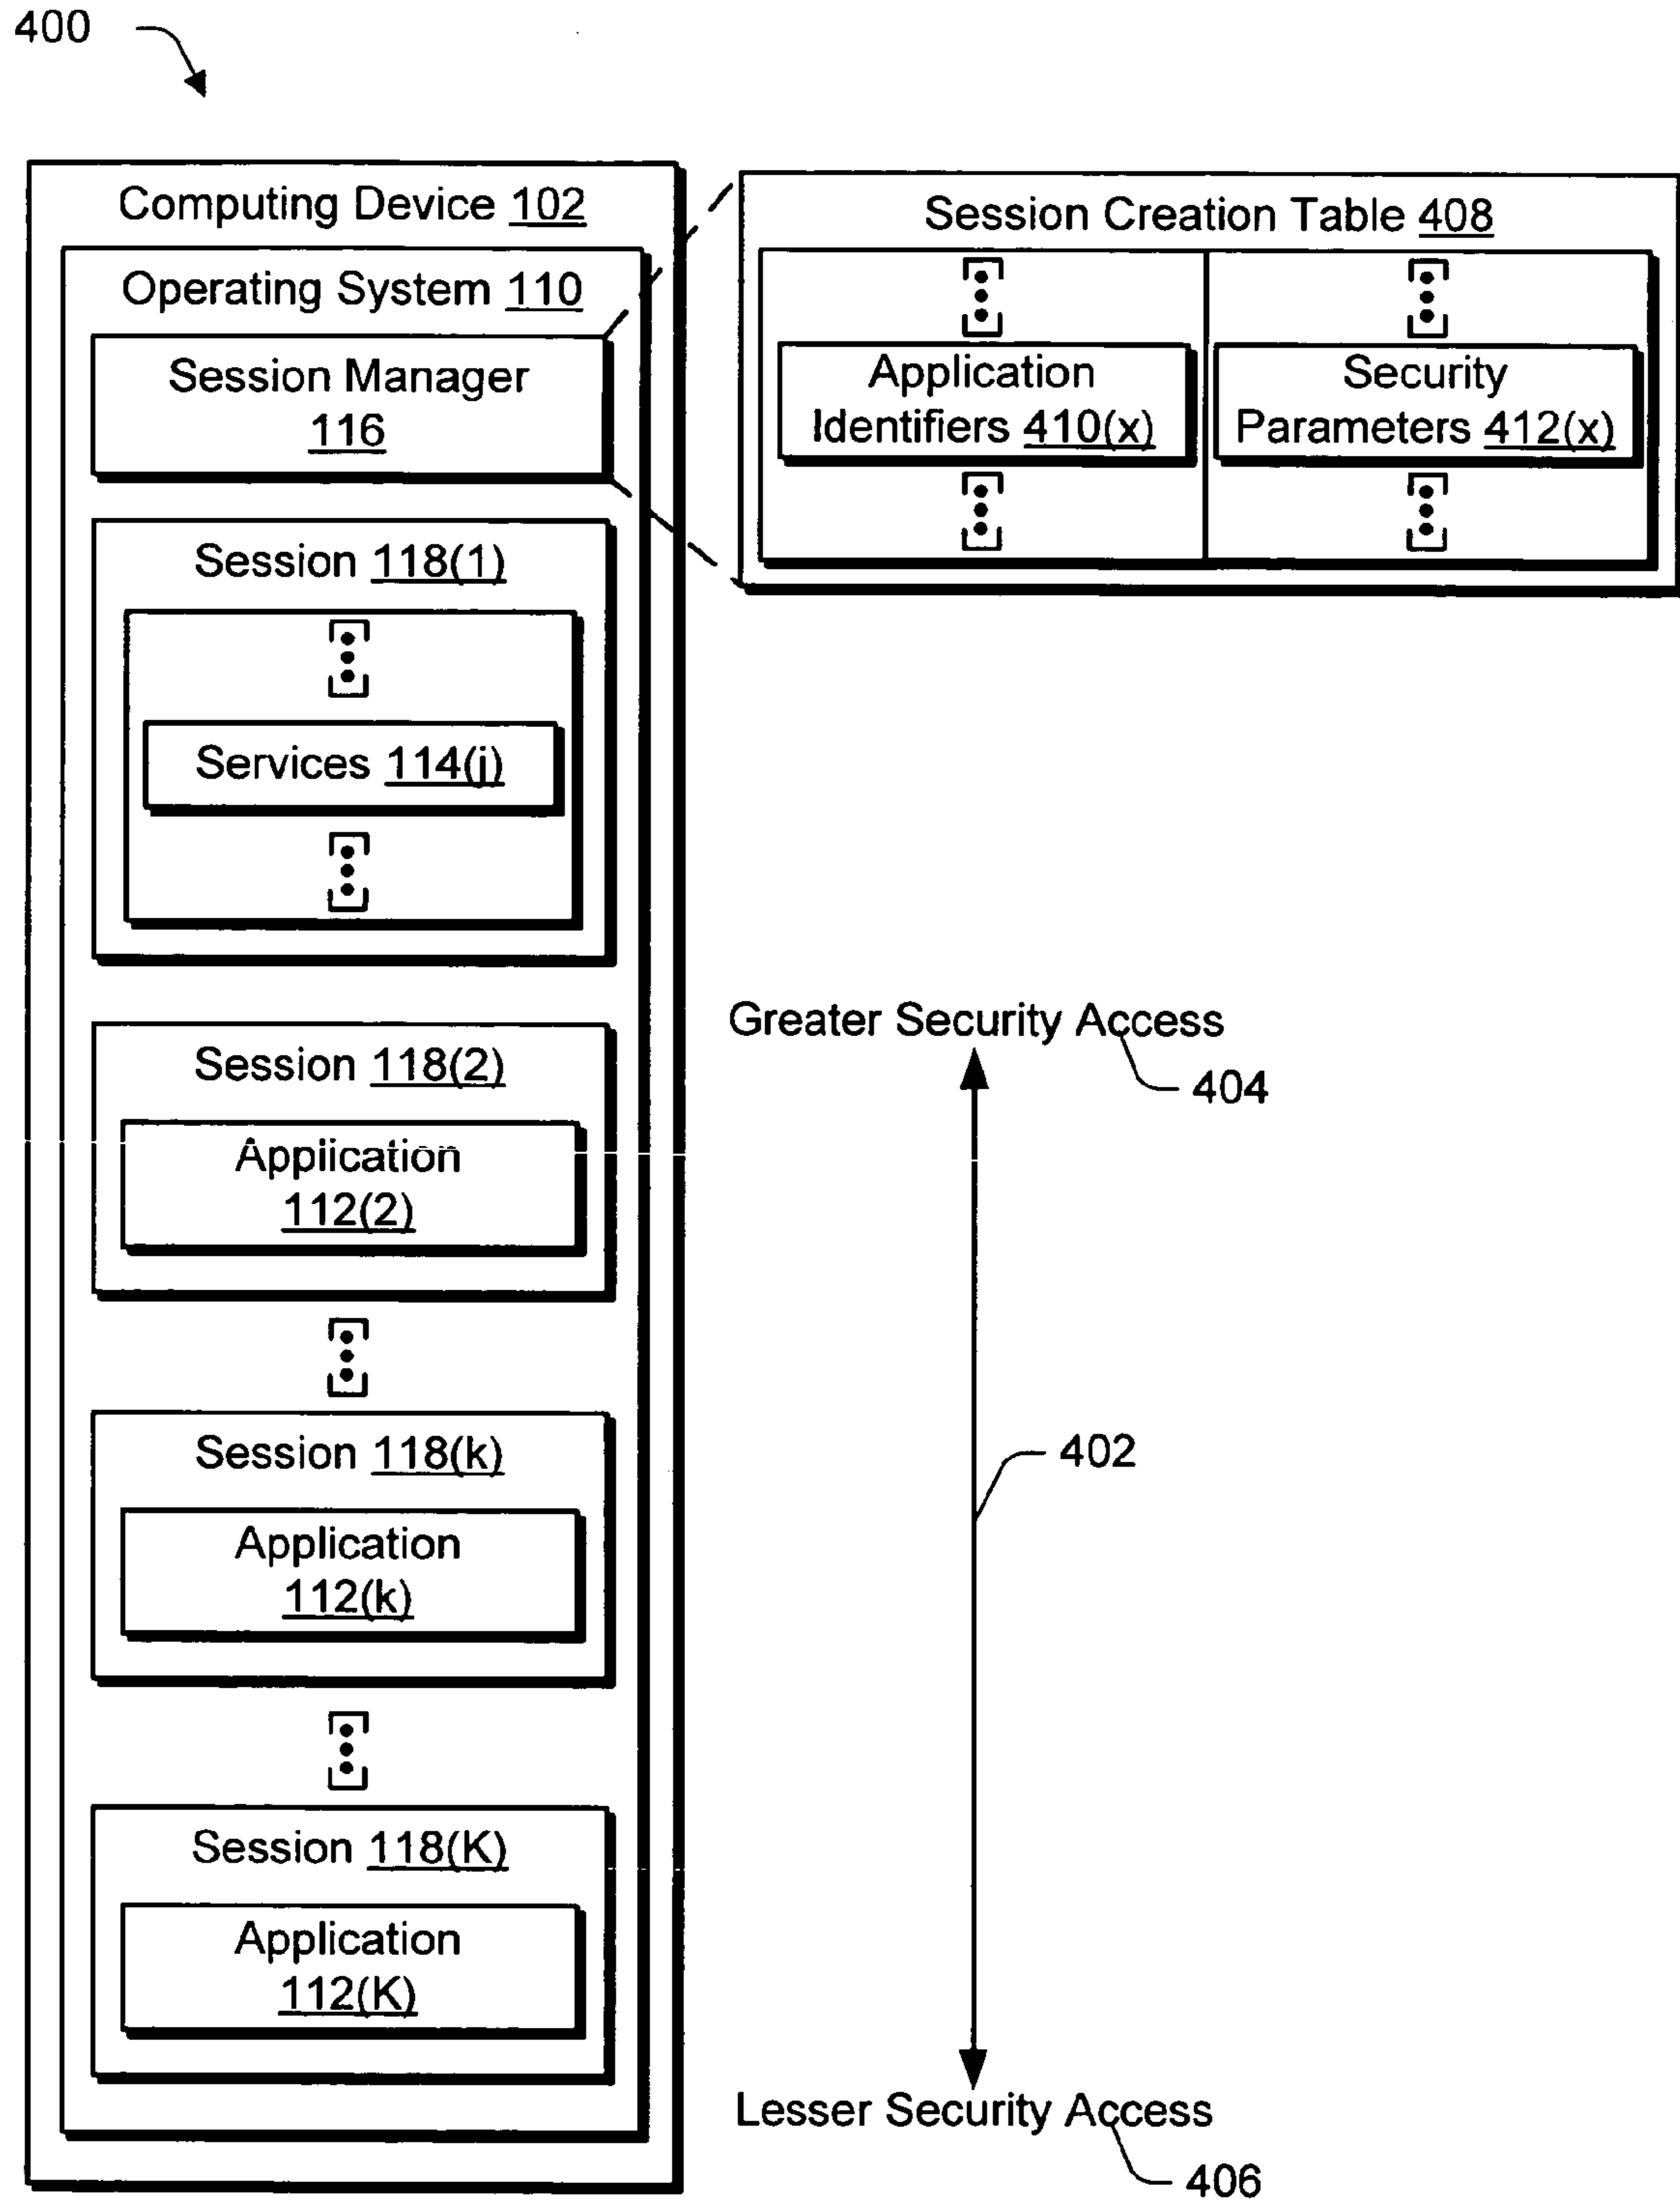 400
Computing Device 102
Operating System 110
Session Manager
116
Session Creation Table 408
Application
Identifiers 410(x)
Security
Parameters 412(x)
Session 118(1)
Services 114(j)
Session 118(2)
Application
112(2)
Session 118(k)
Application
112(k)
Session 118(K)
Application
112(K)
Greater Security Access
404
402
Lesser Security Access
406